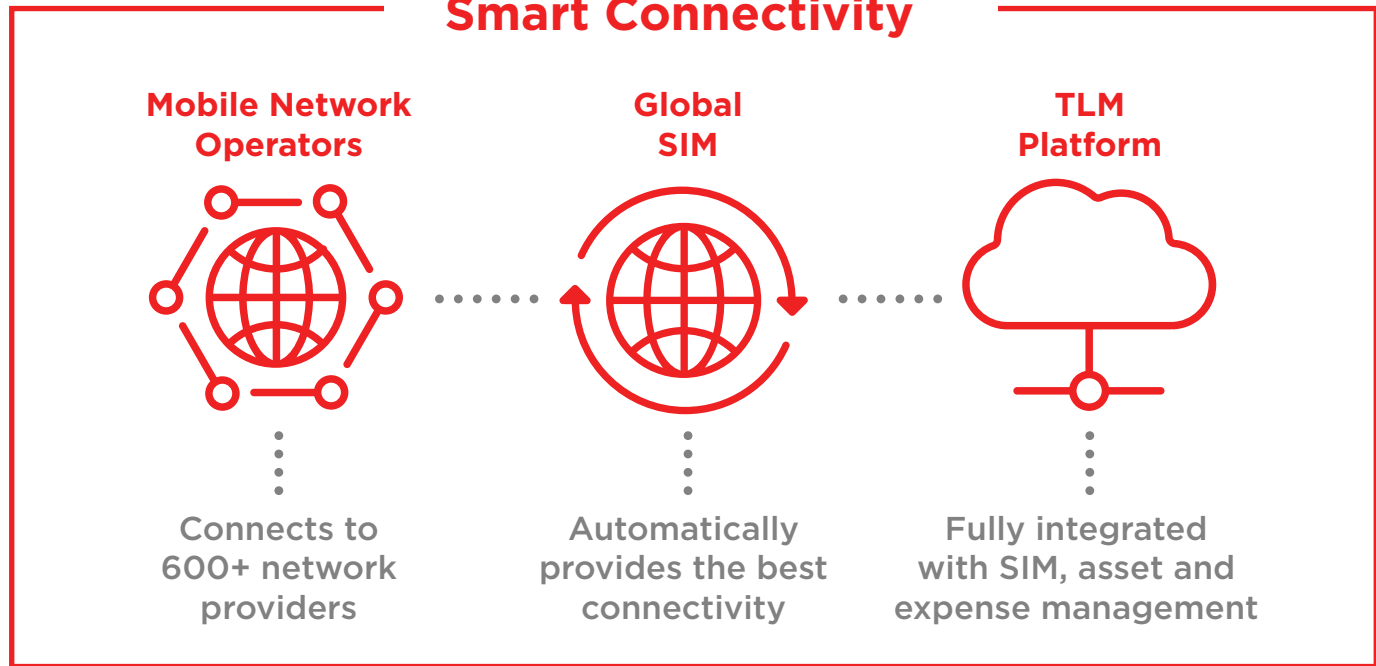 Smart Connectivity
Mobile Network
Operators
Global
SIM
TLM
Platform
Connects to
600+ network
providers
Automatically
provides the best
connectivity
Fully integrated
with SIM, asset and
expense management